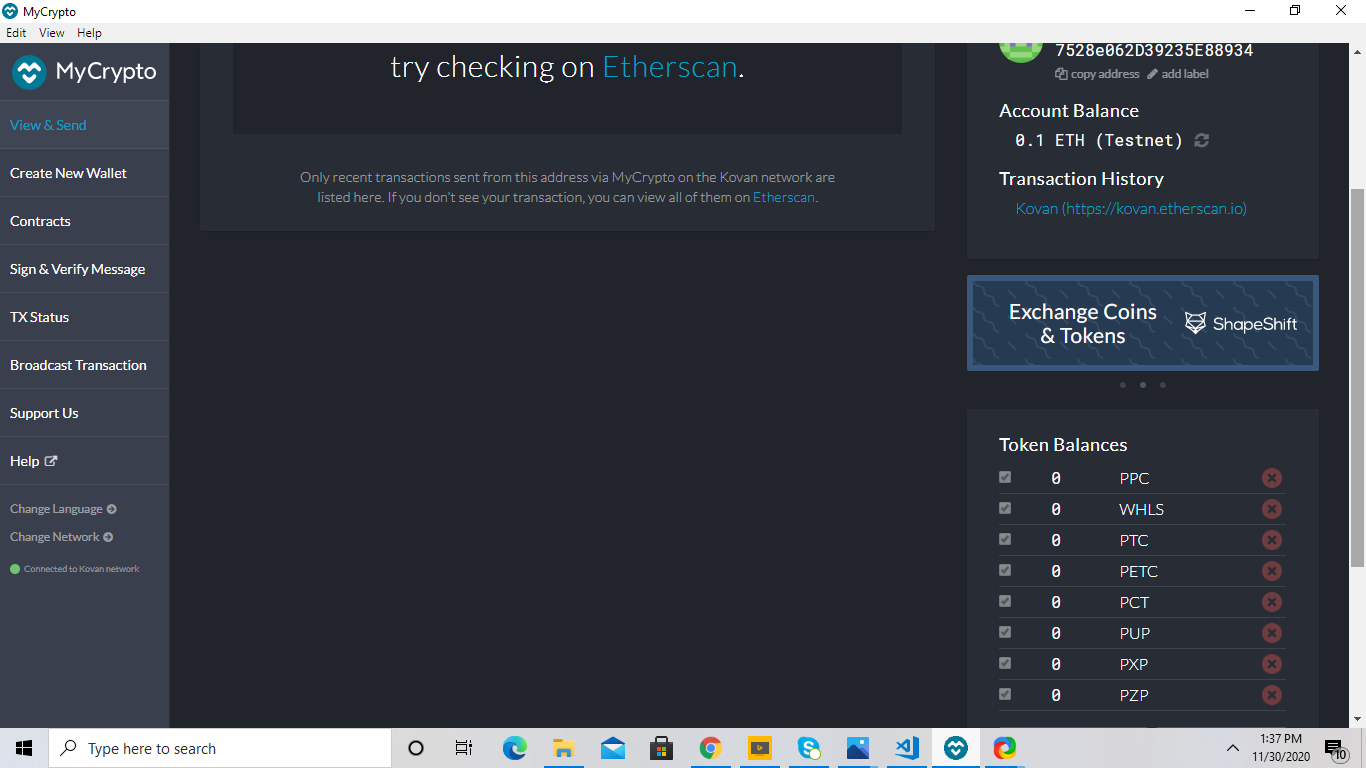 MyCrypto
Edit View Help
MyCrypto
View & Send
Create New Wallet
Contracts
Sign & Verify Message
TX Status
Broadcast Transaction
Support Us
Help
Change Language
Change Network
Connected to Kovan network
try checking on Etherscan.
Only recent transactions sent from this address via MyCrypto on the Kovan network are
listed here. If you don't see your transaction, you can view all of them on Etherscan.
7528e062D39235E88934
copy address add label
Account Balance
0.1 ETH (Testnet)
Transaction History
Kovan (https://kovan.etherscan.io)
Exchange Coins
& Tokens
ShapeShift
Token Balances
0 PPC
0 WHLS
0 PTC
0 PETC
0 PCT
0 PUP
0 PXP
0 PZP
Type here to search
1:37 PM
11/30/2020
10